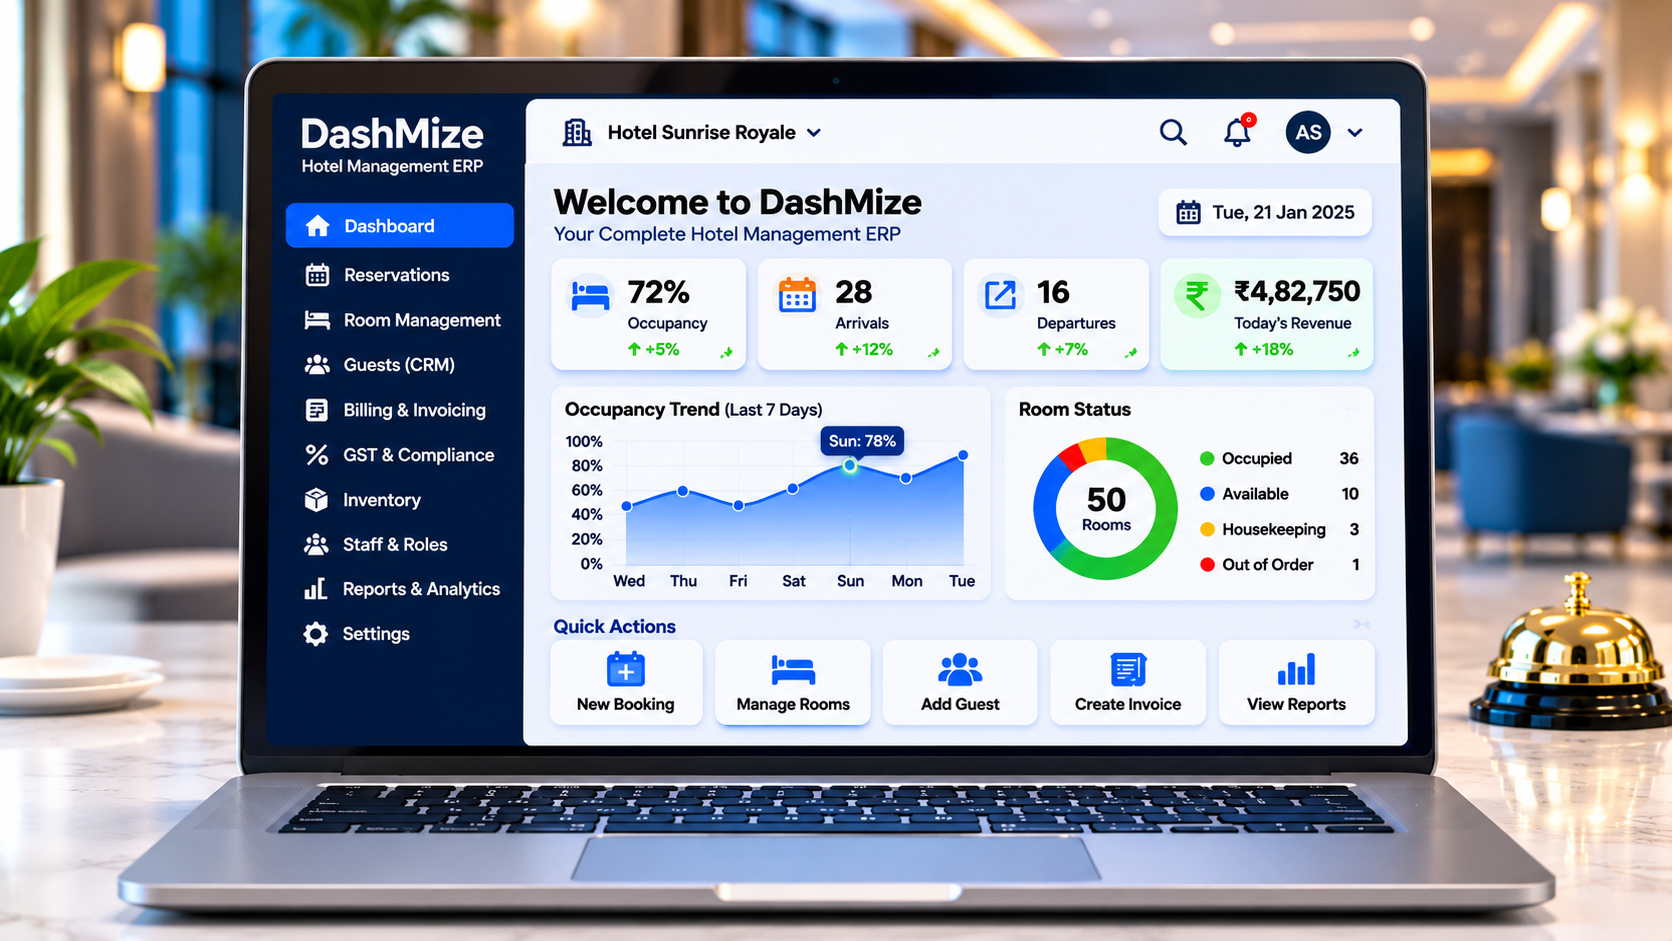 DashMize
Hotel Management ERP
Dashboard
Reservations
Room Management
Guests (CRM)
Billing & Invoicing
GST & Compliance
Inventory
Staff & Roles
Reports & Analytics
Settings
Hotel Sunrise Royale
AS
Welcome to DashMize
Your Complete Hotel Management ERP
Tue, 21 Jan 2025
72%
Occupancy
+5%
28
Arrivals
+12%
16
Departures
+7%
₹4,82,750
Today's Revenue
+18%
Occupancy Trend (Last 7 Days)
Sun: 78%
100%
80%
60%
40%
20%
0%
Wed Thu Fri Sat Sun Mon Tue
Room Status
50
Rooms
Occupied 36
Available 10
Housekeeping 3
Out of Order 1
Quick Actions
New Booking
Manage Rooms
Add Guest
Create Invoice
View Reports